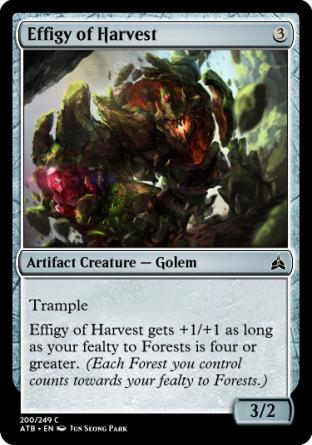 Effigy of Harvest 3
Artifact Creature — Golem
Trample
Effigy of Harvest gets +1/+1 as long
as your fealty to Forests is four or
greater. (Each Forest you control
counts towards your fealty to Forests.)
3/2
200/249 C
ATB • EN Jun Seong Park